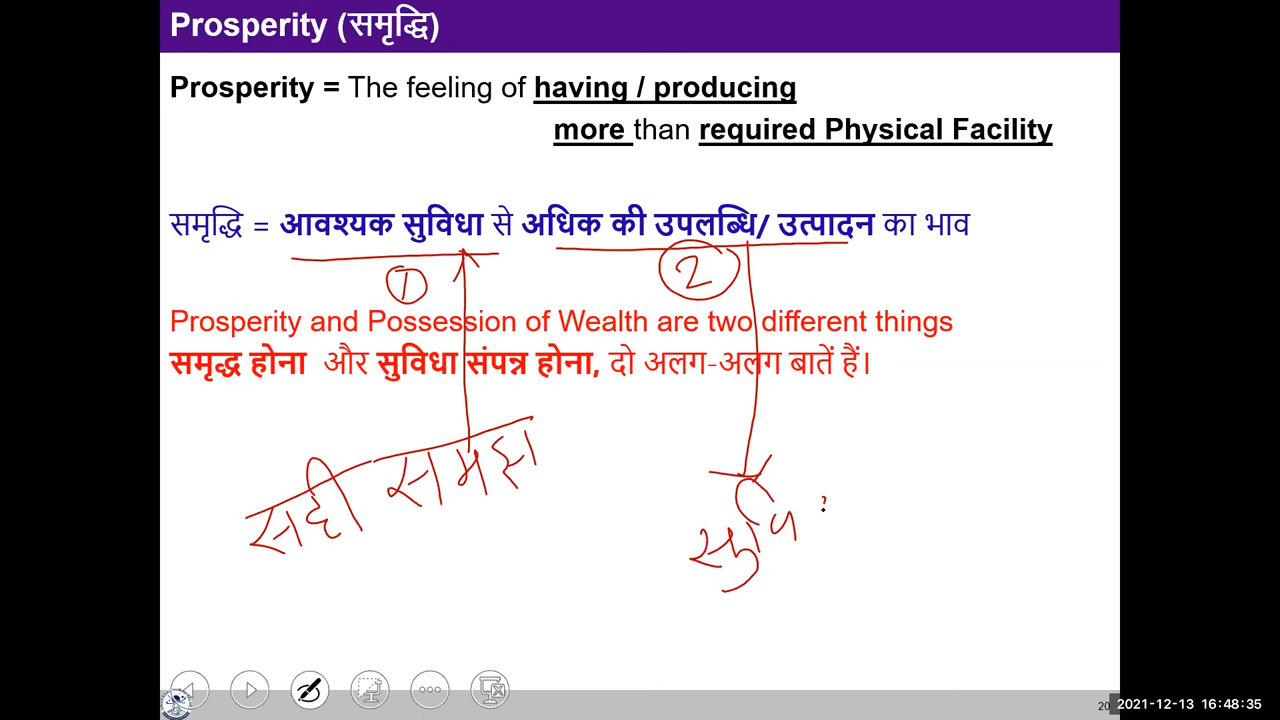 Prosperity (समृद्धि)
Prosperity = The feeling of having / producing
more than required Physical Facility
समृद्धि = आवश्यक सुविधा से अधिक की उपलब्धि/ उत्पादन का भाव
1
2
Prosperity and Possession of Wealth are two different things
समृद्ध होना और सुविधा संपन्न होना, दो अलग-अलग बातें हैं।
सही समझ
सुवि
20
2021-12-13 16:48:35